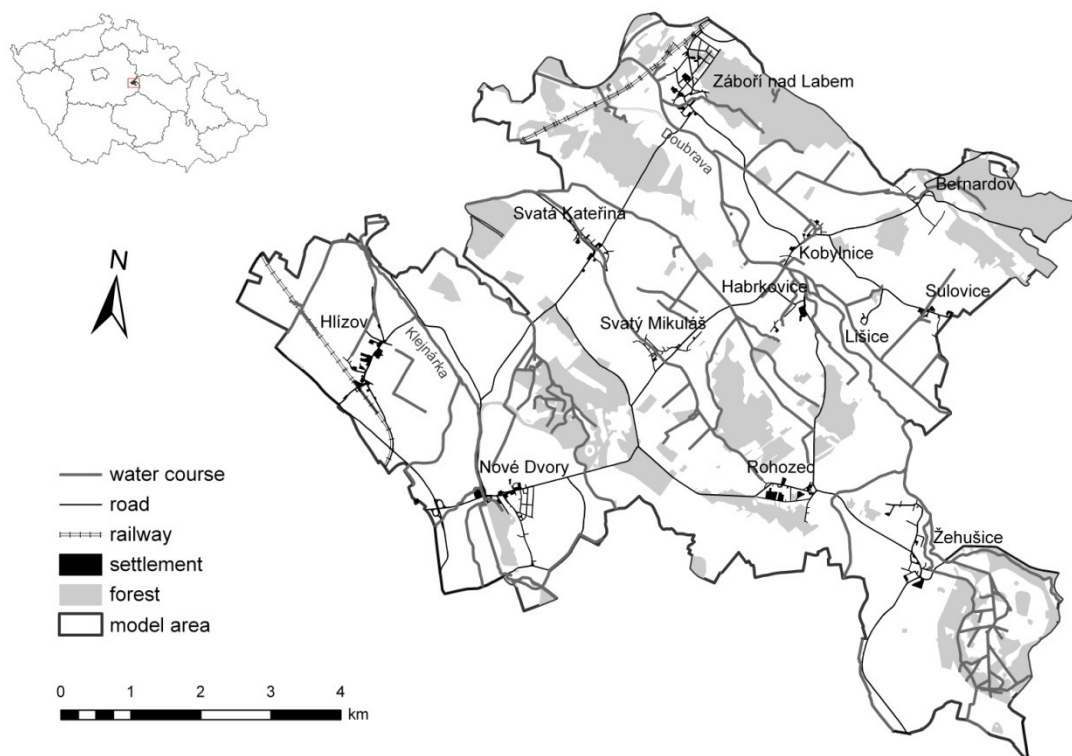 Záboří nad Labem
Doubrava
Bernardov
Svatá Kateřina
Kobylnice
N
Habrkovice
Sulovice
Hlízov
Klejnárka
Svatý Mikuláš
Lišice
Nové Dvory
Rohozec
Žehušice
water course
road
railway
settlement
forest
model area
0 1 2 3 4
km